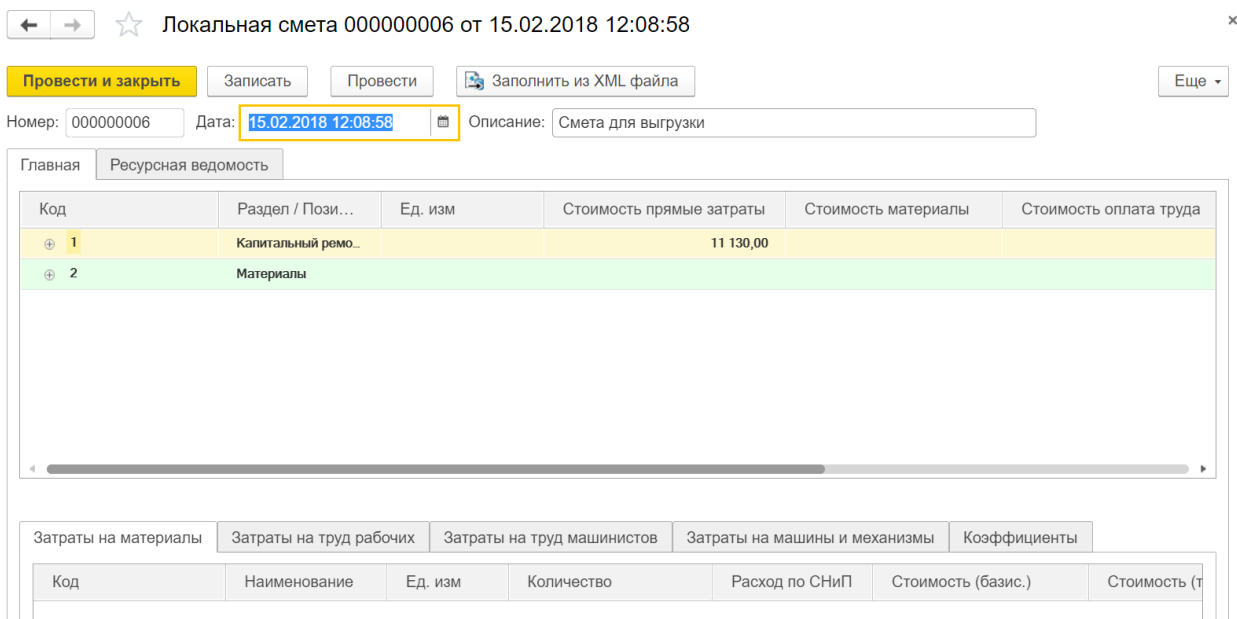 Локальная смета 000000006 от 15.02.2018 12:08:58
Провести и закрыть Записать Провести Заполнить из XML файла Еще
Номер: 000000006 Дата: 15.02.2018 12:08:58 Описание: Смета для выгрузки
Главная Ресурсная ведомость
Код Раздел / Пози... Ед. изм Стоимость прямые затраты Стоимость материалы Стоимость оплата труда
1 Капитальный ремо... 11 130,00
2 Материалы
Затраты на материалы Затраты на труд рабочих Затраты на труд машинистов Затраты на машины и механизмы Коэффициенты
Код Наименование Ед. изм Количество Расход по СНиП Стоимость (базис.) Стоимость (т